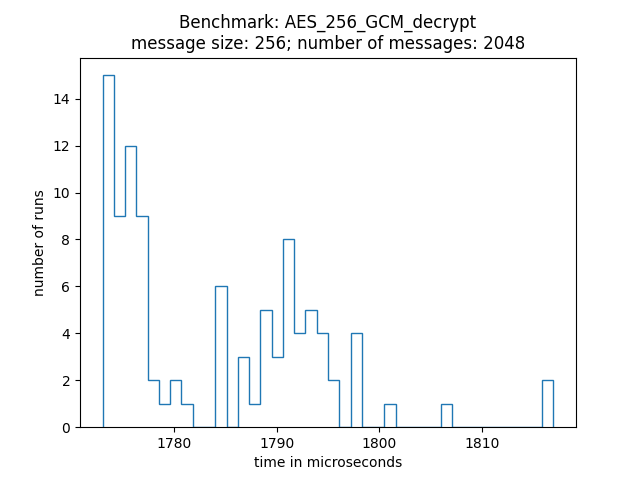 Benchmark: AES_256_GCM_decrypt
message size: 256; number of messages: 2048
14
12
10
8
6
4
2
0
number of runs
1780 1790 1800 1810
time in microseconds